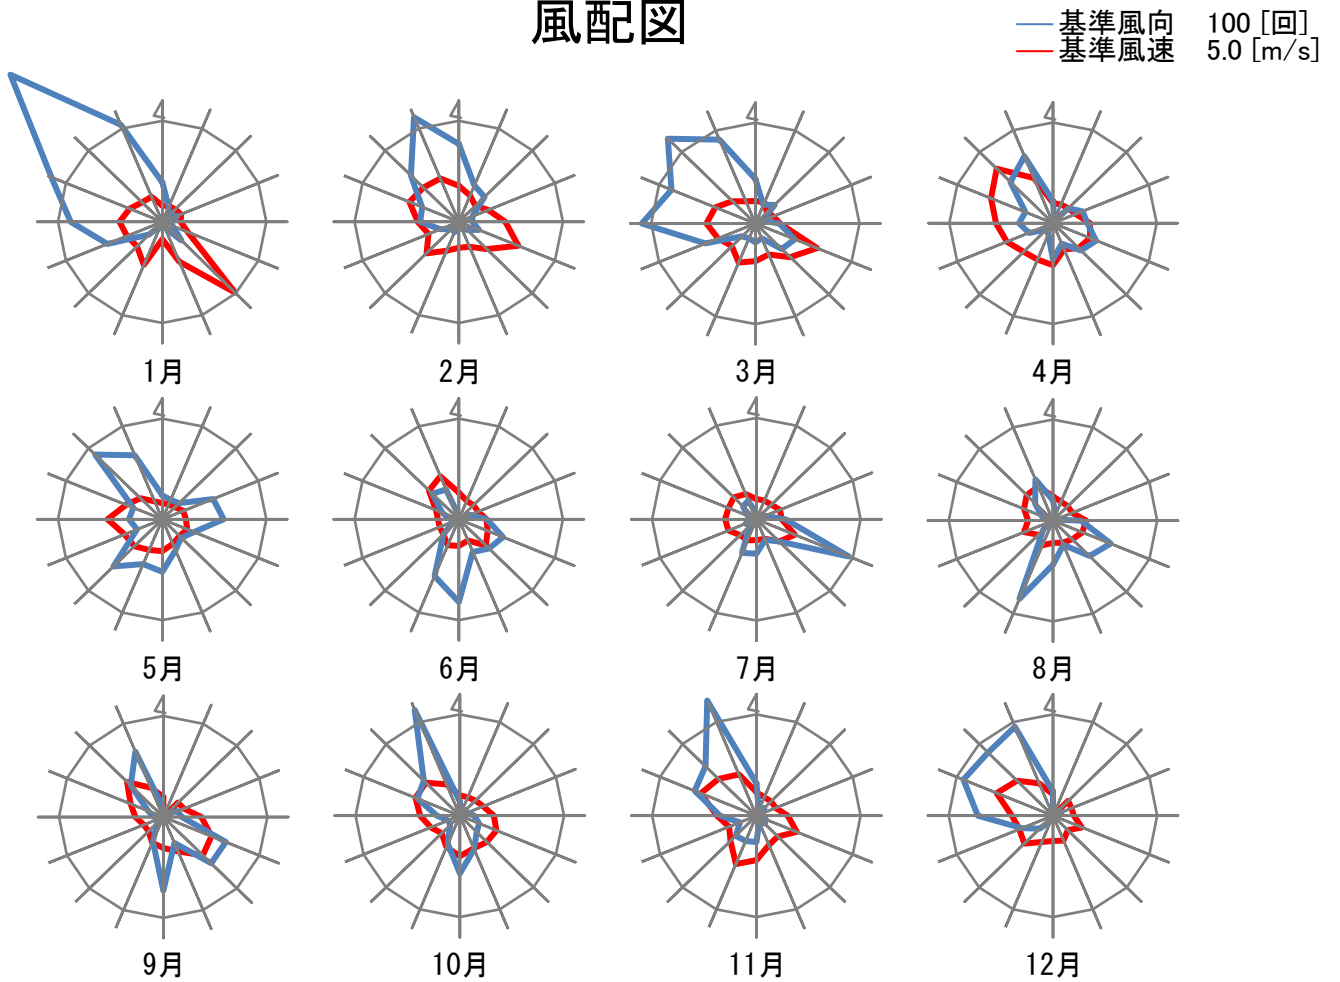 風配図
基準風向 100 [回]
基準風速 5.0 [m/s]
1月
2月
3月
4月
5月
6月
7月
8月
9月
10月
11月
12月